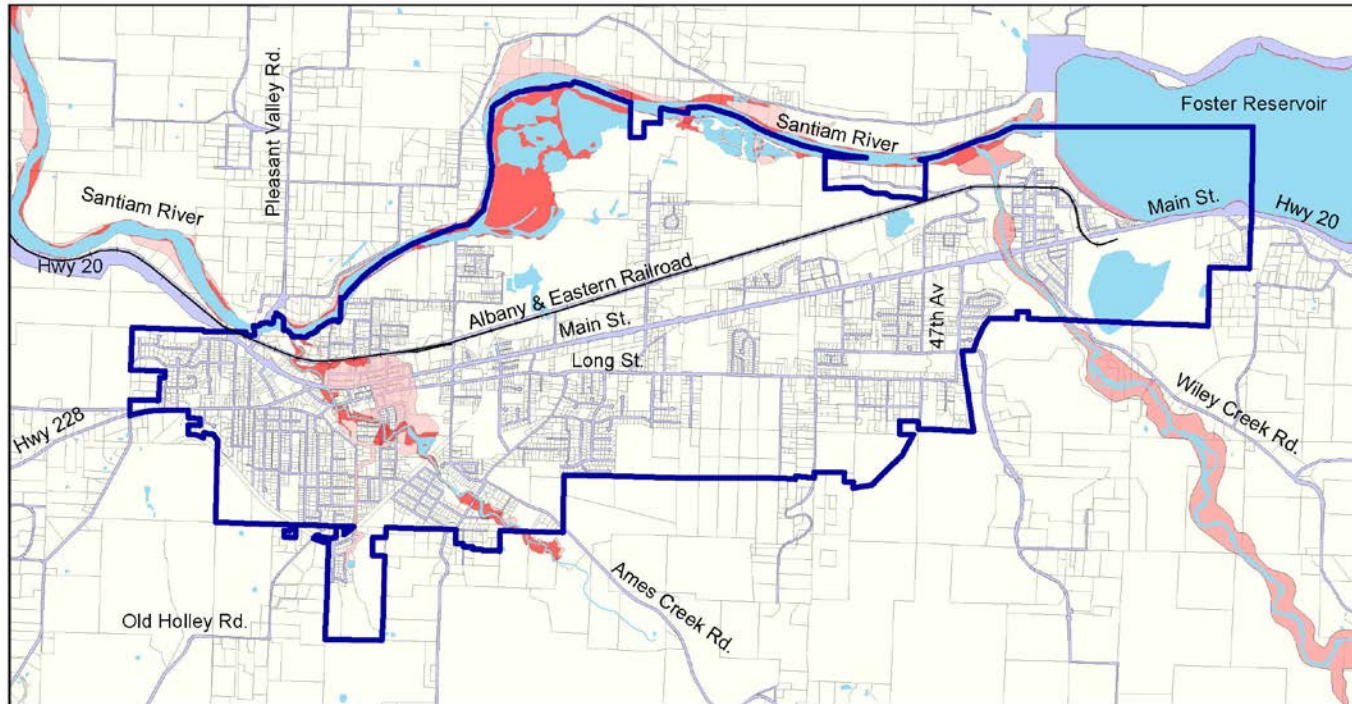 Foster Reservoir
Pleasant Valley Rd.
Santiam River
Santiam River
Main St.
Hwy 20
Hwy 20
Albany & Eastern Railroad
Main St.
47th Av
Long St.
Wiley Creek Rd.
Hwy 228
Ames Creek Rd.
Old Holley Rd.